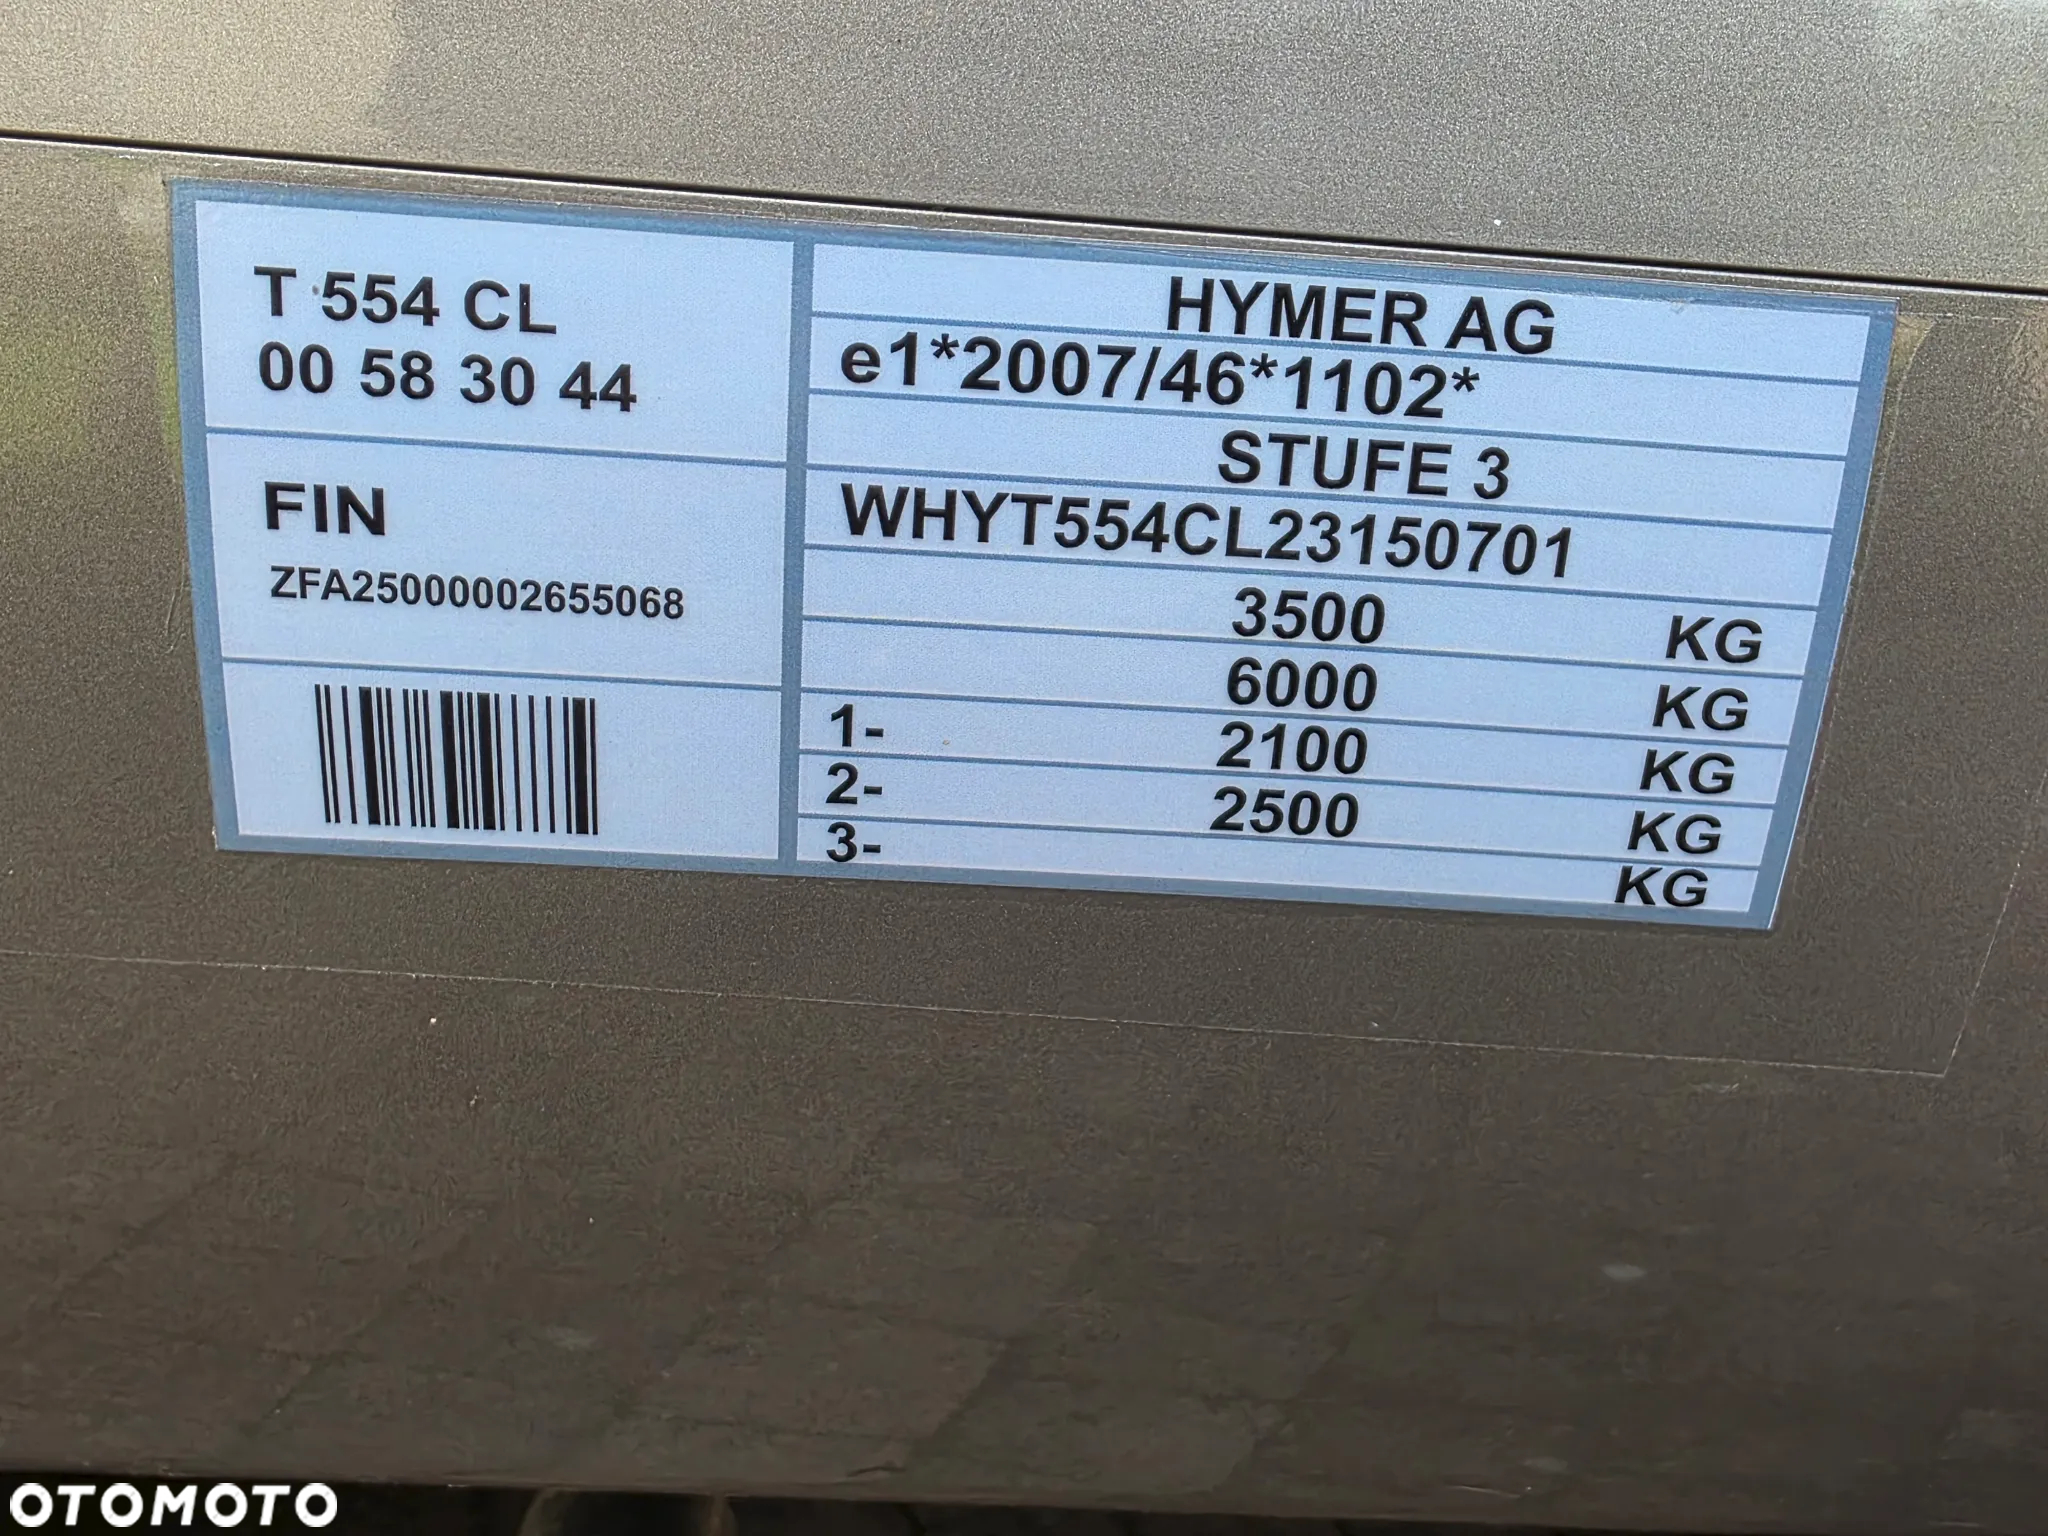 T 554 CL
00 58 30 44
FIN
ZFA25000002655068
HYMER AG
e1*2007/46*1102*
STUFE 3
WHYT554CL23150701
3500 KG
6000 KG
1- 2100 KG
2- 2500 KG
3- KG
OTOMOTO